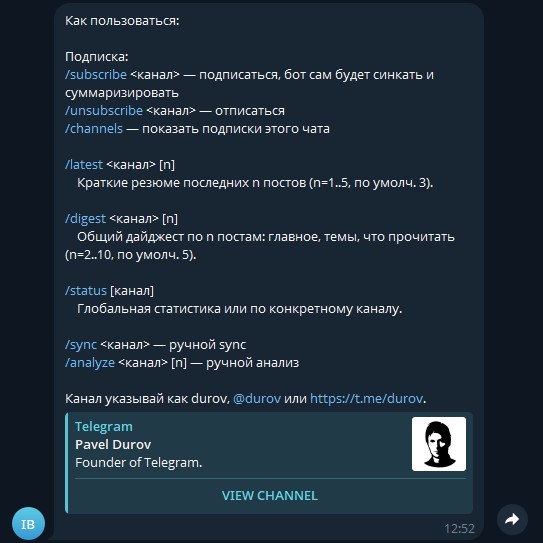 Как пользоваться:
Подписка:
/subscribe <канал> — подписаться, бот сам будет синкать и
суммаризировать
/unsubscribe <канал> — отписаться
/channels — показать подписки этого чата
/latest <канал> [n]
Краткие резюме последних n постов (n=1..5, по умолч. 3).
/digest <канал> [n]
Общий дайджест по n постам: главное, темы, что прочитать
(n=2..10, по умолч. 5).
/status [канал]
Глобальная статистика или по конкретному каналу.
/sync <канал> — ручной sync
/analyze <канал> [n] — ручной анализ
Канал указывай как durov, @durov или https://t.me/durov.
Telegram
Pavel Durov
Founder of Telegram.
VIEW CHANNEL
IB
12:52